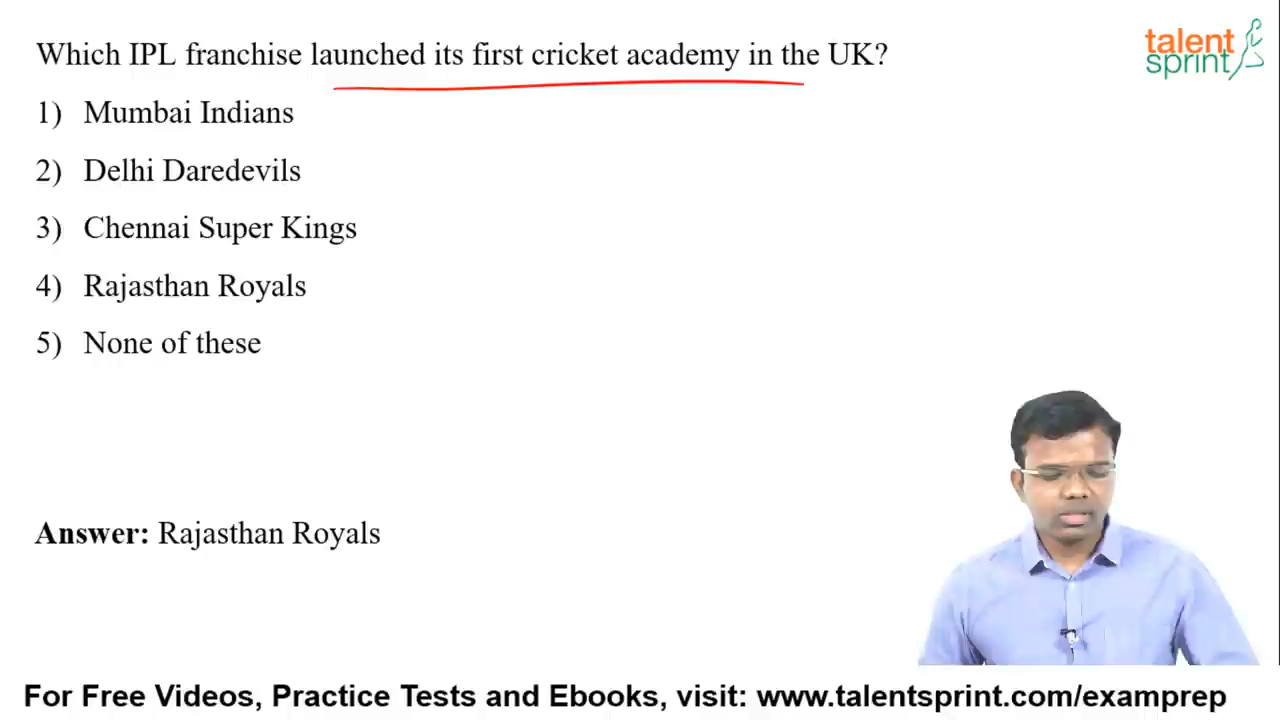 Which IPL franchise launched its first cricket academy in the UK?
talent
sprint
1) Mumbai Indians
2) Delhi Daredevils
3) Chennai Super Kings
4) Rajasthan Royals
5) None of these
Answer: Rajasthan Royals
For Free Videos, Practice Tests and Ebooks, visit: www.talentsprint.com/examprep